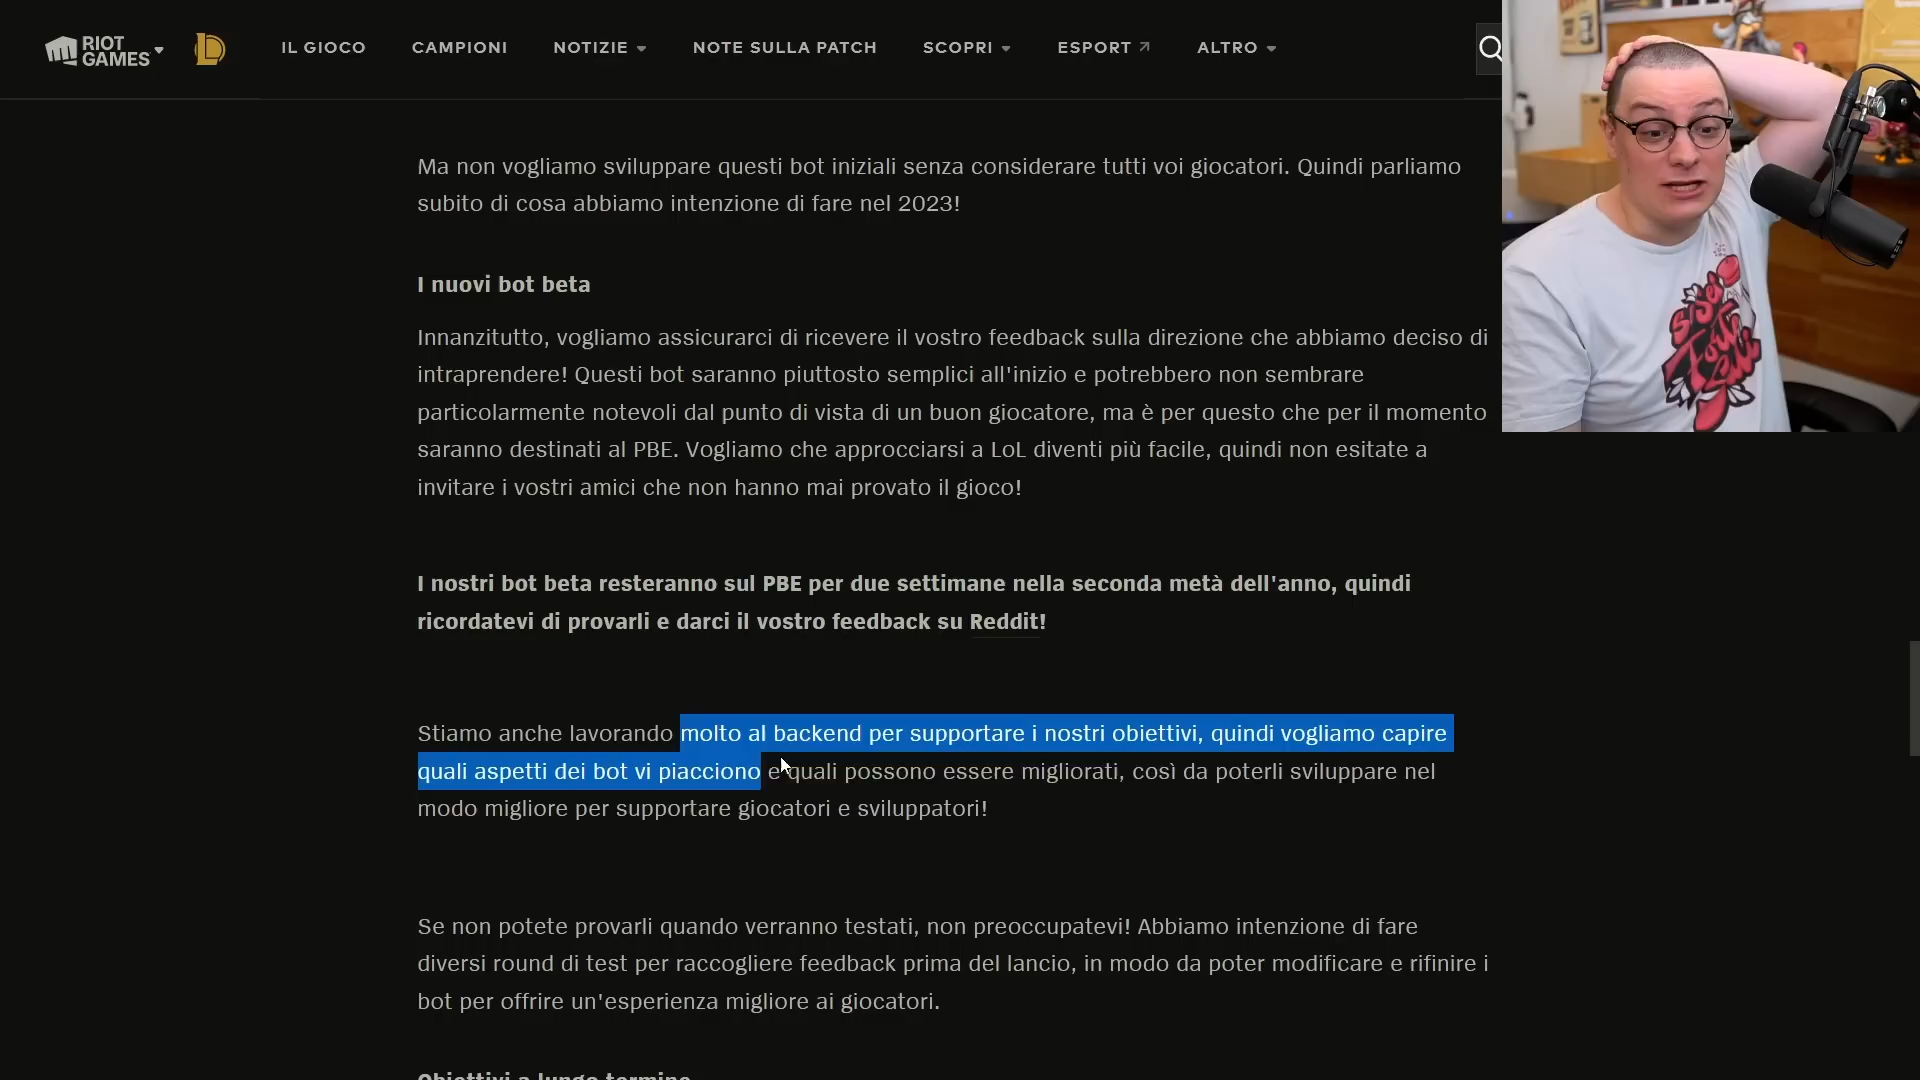 RIOT
GAMES
IL GIOCO CAMPIONI NOTIZIE NOTE SULLA PATCH SCOPRI ESPORT ALTRO
Ma non vogliamo sviluppare questi bot iniziali senza considerare tutti voi giocatori. Quindi parliamo
subito di cosa abbiamo intenzione di fare nel 2023!
I nuovi bot beta
Innanzitutto, vogliamo assicurarci di ricevere il vostro feedback sulla direzione che abbiamo deciso di
intraprendere! Questi bot saranno piuttosto semplici all'inizio e potrebbero non sembrare
particolarmente notevoli dal punto di vista di un buon giocatore, ma è per questo che per il momento
saranno destinati al PBE. Vogliamo che approcciarsi a LoL diventi più facile, quindi non esitate a
invitare i vostri amici che non hanno mai provato il gioco!
I nostri bot beta resteranno sul PBE per due settimane nella seconda metà dell'anno, quindi
ricordatevi di provarli e darci il vostro feedback su Reddit!
Stiamo anche lavorando molto al backend per supportare i nostri obiettivi, quindi vogliamo capire
quali aspetti dei bot vi piacciono e quali possono essere migliorati, così da poterli sviluppare nel
modo migliore per supportare giocatori e sviluppatori!
Se non potete provarli quando verranno testati, non preoccupatevi! Abbiamo intenzione di fare
diversi round di test per raccogliere feedback prima del lancio, in modo da poter modificare e rifinire i
bot per offrire un'esperienza migliore ai giocatori.
Obiettivi a lungo termine